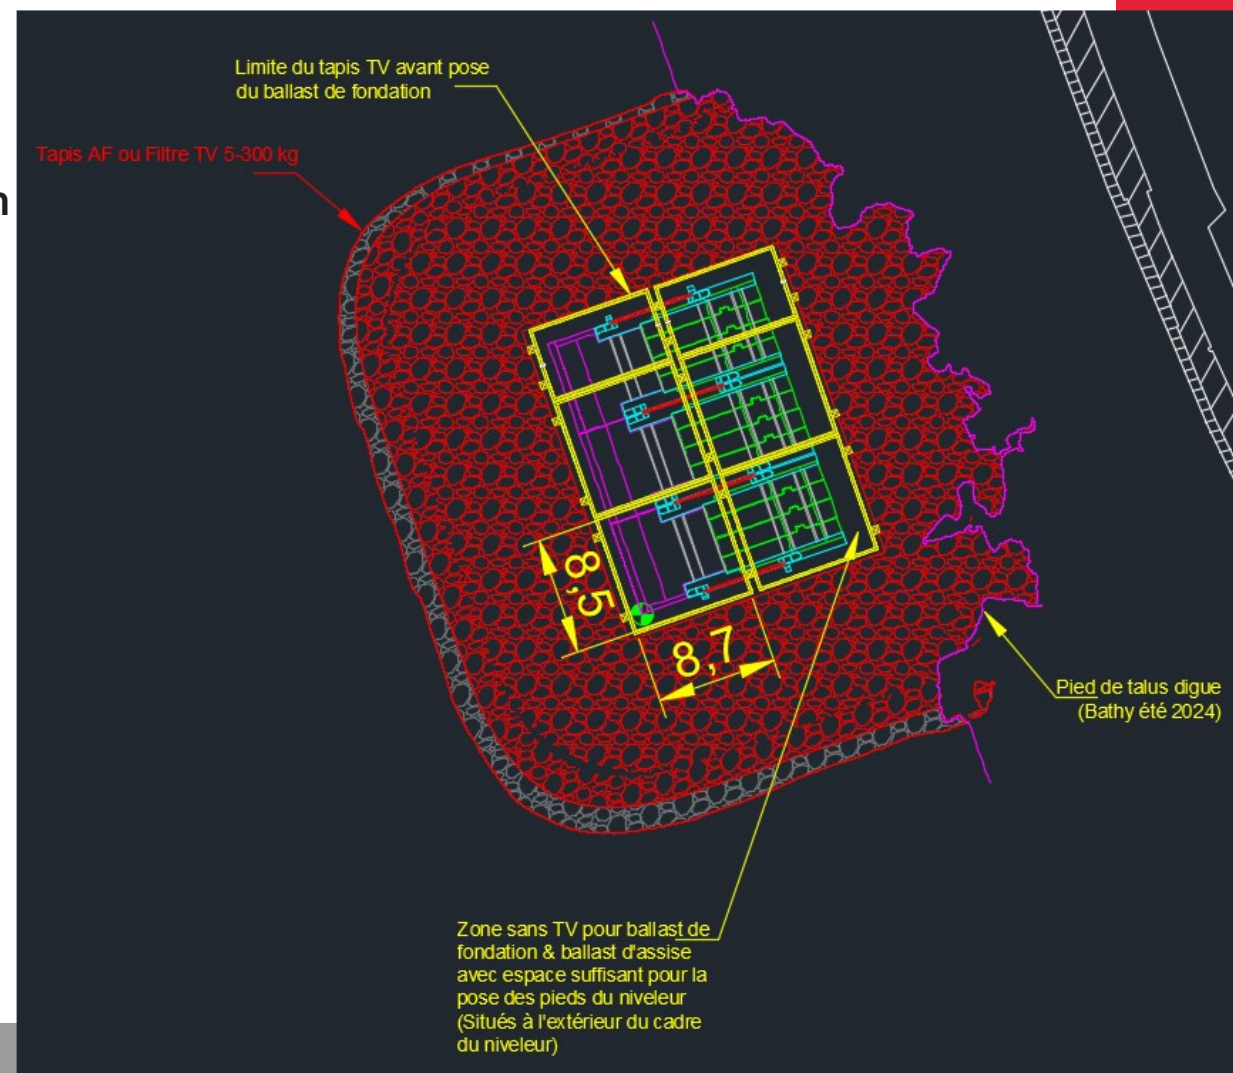 Limite du tapis TV avant pose
du ballast de fondation
Tapis AF ou Filtre TV 5-300 kg
n
8,5
8,7
Pied de talus digue
(Bathy été 2024)
Zone sans TV pour ballast de
fondation & ballast d'assise
avec espace suffisant pour la
pose des pieds du niveleur
(Situés à l'extérieur du cadre
du niveleur)